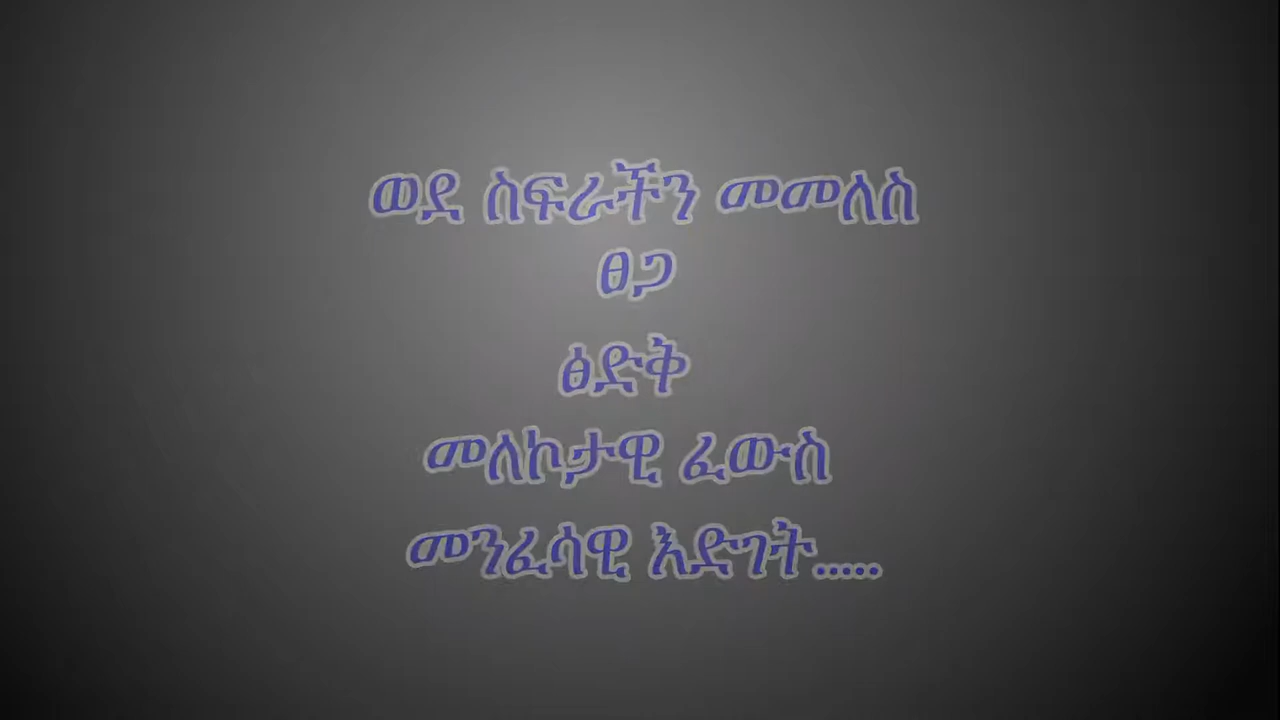 ወደ ስፍራችን መመለስ
ፀጋ
ፅድቅ
መለኮታዊ ፈውስ
መንፈሳዊ እድገት.....